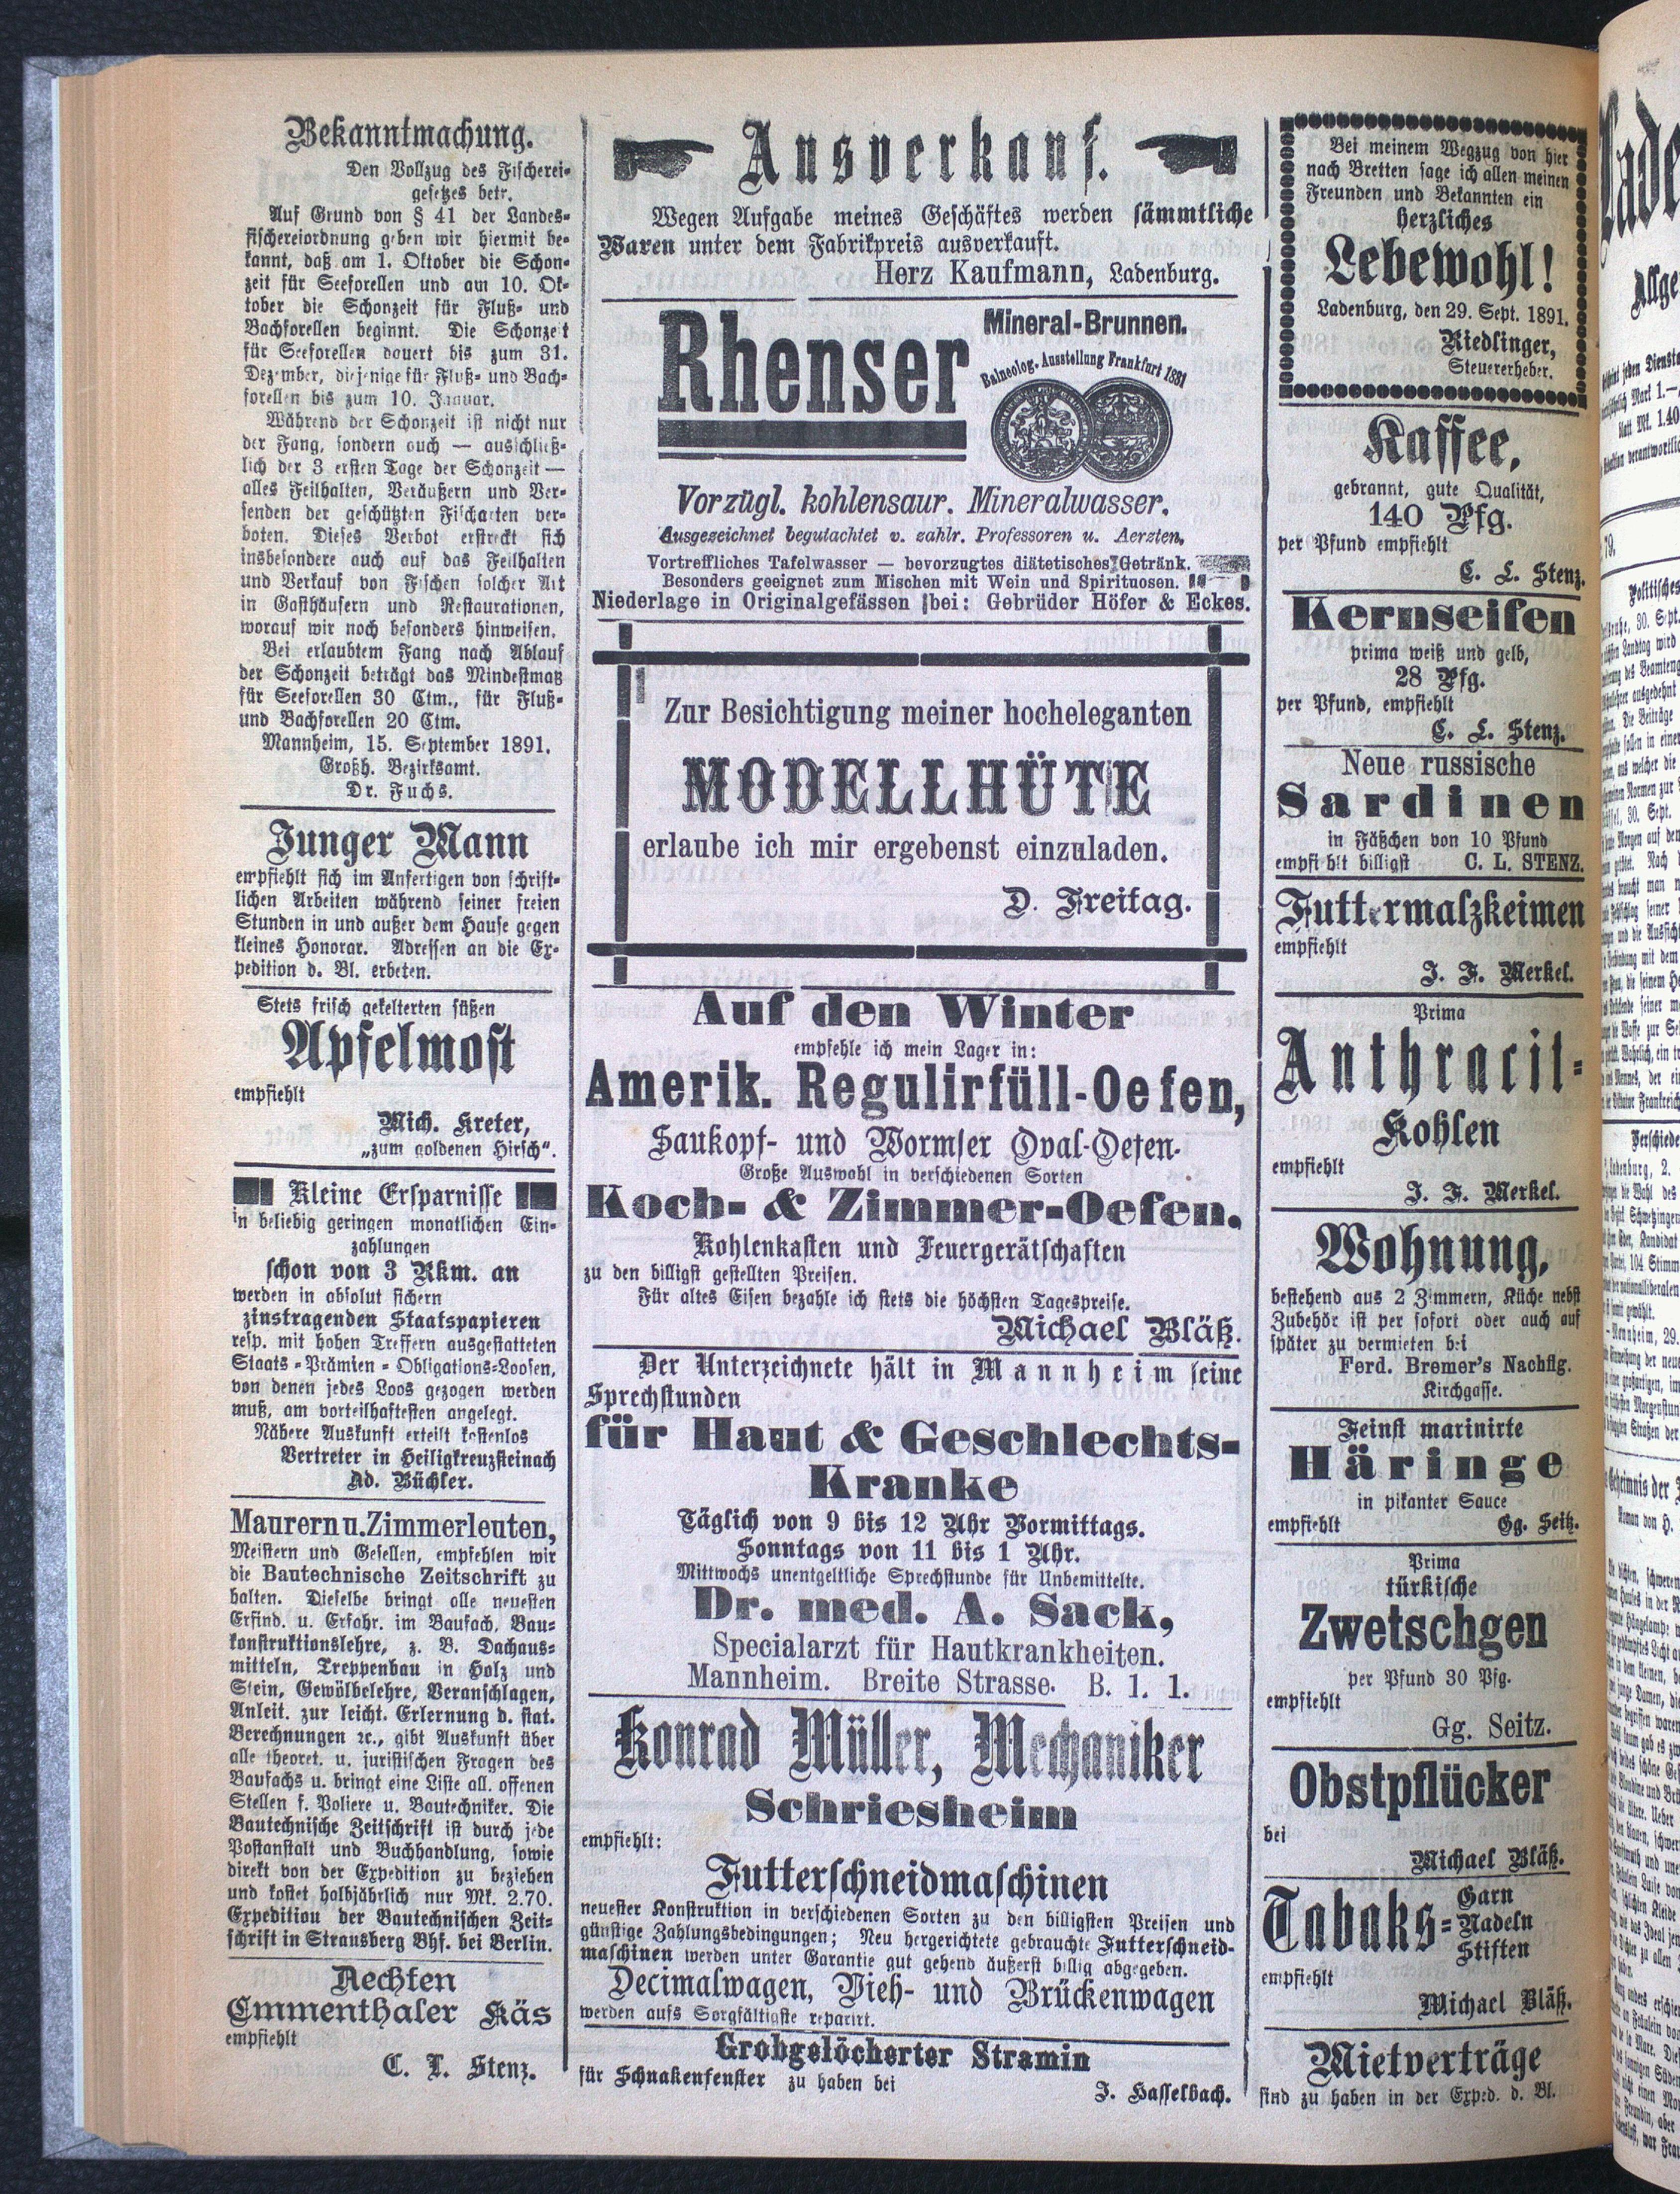 Bekanntmachung.
Den Vollzug des Fischerei-
gesetzes betr.
Auf Grund von § 41 der Landes-
fischereiordnung geben wir hiermit be-
kannt, daß am 1. Oktober die Schon-
zeit für Seeforellen und am 10. Ok-
tober die Schonzeit für Fluß- und
Bachforellen beginnt. Die Schonzeit
für Seeforellen dauert bis zum 31.
Dezember, diejenige für Fluß- und Bach-
forellen bis zum 10. Januar.
Während der Schonzeit ist nicht nur
der Fang, sondern auch — ausschließ-
lich der 3 ersten Tage der Schonzeit —
alles Feilhalten, Veräußern und Ver-
senden der geschützten Fischarten ver-
boten. Dieses Verbot erstreckt sich
insbesondere auch auf das Feilhalten
und Verkauf von Fischen solcher Art
in Gasthäusern und Restaurationen,
worauf wir noch besonders hinweisen.
Bei erlaubtem Fang nach Ablauf
der Schonzeit beträgt das Mindestmaß
für Seeforellen 30 Ctm., für Fluß-
und Bachforellen 20 Ctm.
Mannheim, 15. September 1891.
Großh. Bezirksamt.
Dr. Fuchs.
Junger Mann
empfiehlt sich im Anfertigen von schrift-
lichen Arbeiten während seiner freien
Stunden in und außer dem Hause gegen
kleines Honorar. Adressen an die Ex-
pedition d. Bl. erbeten.
Stets frisch gekelterten süßen
Apfelmost
empfiehlt
Mich. Kreter,
„zum goldenen Hirsch“.
Kleine Ersparnisse
in beliebig geringen monatlichen Ein-
zahlungen
schon von 3 Rkm. an
werden in absolut sichern
zinstragenden Staatspapieren
resp. mit hohen Treffern ausgestatteten
Staats-Prämien-Obligations-Loosen,
von denen jedes Loos gezogen werden
muß, am vorteilhaftesten angelegt.
Nähere Auskunft erteilt kostenlos
Vertreter in Heiligkreuzsteinach
Ad. Büchler.
Maurern u. Zimmerleuten,
Meistern und Gesellen, empfehlen wir
die Bautechnische Zeitschrift zu
halten. Dieselbe bringt alle neuesten
Erfind. u. Erfahr. im Baufach, Bau-
konstruktionslehre, z. B. Dachaus-
mitteln, Treppenbau in Holz und
Stein, Gewölbelehre, Veranschlagen,
Anleit. zur leicht. Erlernung d. stat.
Berechnungen ꝛc., gibt Auskunft über
alle theoret. u. juristischen Fragen des
Baufachs u. bringt eine Liste all. offenen
Stellen f. Poliere u. Bautechniker. Die
Bautechnische Zeitschrift ist durch jede
Postanstalt und Buchhandlung, sowie
direkt von der Expedition zu beziehen
und kostet halbjährlich nur Mk. 2.70.
Expedition der Bautechnischen Zeit-
schrift in Strausberg Bhf. bei Berlin.
Aechten
Emmenthaler Käs
empfiehlt
C. L. Stenz.
Ausverkauf.
Wegen Aufgabe meines Geschäftes werden sämmtliche
Waren unter dem Fabrikpreis ausverkauft.
Herz Kaufmann, Ladenburg.
Rhenser
Mineral-Brunnen.
Balneolog. Ausstellung Frankfurt 1881
Vorzügl. kohlensaur. Mineralwasser.
Ausgezeichnet begutachtet v. zahlr. Professoren u. Aerzten.
Vortreffliches Tafelwasser — bevorzugtes diätetisches Getränk.
Besonders geeignet zum Mischen mit Wein und Spirituosen.
Niederlage in Originalgefässen bei: Gebrüder Höfer & Eckes.
Zur Besichtigung meiner hocheleganten
MODELLHÜTE
erlaube ich mir ergebenst einzuladen.
D. Freitag.
Auf den Winter
empfehle ich mein Lager in:
Amerik. Regulirfüll-Oefen,
Saukopf- und Wormser Oval-Oefen.
Große Auswahl in verschiedenen Sorten
Koch- & Zimmer-Oefen.
Kohlenkasten und Feuergerätschaften
zu den billigst gestellten Preisen.
Für altes Eisen bezahle ich stets die höchsten Tagespreise.
Michael Bläß.
Der Unterzeichnete hält in Mannheim seine
Sprechstunden
für Haut & Geschlechts-
Kranke
Täglich von 9 bis 12 Uhr Vormittags.
Sonntags von 11 bis 1 Uhr.
Mittwochs unentgeltliche Sprechstunde für Unbemittelte.
Dr. med. A. Sack,
Specialarzt für Hautkrankheiten.
Mannheim. Breite Strasse. B. 1. 1.
Konrad Müller, Mechaniker
Schriesheim
empfiehlt:
Futterschneidmaschinen
neuester Konstruktion in verschiedenen Sorten zu den billigsten Preisen und
günstige Zahlungsbedingungen; Neu hergerichtete gebrauchte Futterschneid-
maschinen werden unter Garantie gut gehend äußerst billig abgegeben.
Decimalwagen, Vieh- und Brückenwagen
werden aufs Sorgfältigste reparirt.
Grobgelöcherter Stramin
für Schnakenfenster zu haben bei
J. Hasselbach.
Bei meinem Wegzug von hier
nach Bretten sage ich allen meinen
Freunden und Bekannten ein
herzliches
Lebewohl!
Ladenburg, den 29. Sept. 1891.
Riedlinger,
Steuererheber.
Kaffee,
gebrannt, gute Qualität,
140 Pfg.
per Pfund empfiehlt
C. L. Stenz.
Kernseifen
prima weiß und gelb,
28 Pfg.
per Pfund, empfiehlt
C. L. Stenz.
Neue russische
Sardinen
in Fäßchen von 10 Pfund
empfiehlt billigst C. L. STENZ.
Futtermalzkeimen
empfiehlt
J. F. Merkel.
Prima
Anthracit-
Kohlen
empfiehlt
J. F. Merkel.
Wohnung,
bestehend aus 2 Zimmern, Küche nebst
Zubehör ist per sofort oder auch auf
später zu vermieten bei
Ferd. Bremer's Nachflg.
Kirchgasse.
Feinst marinirte
Häringe
in pikanter Sauce
empfiehlt Gg. Seitz.
Prima
türkische
Zwetschgen
per Pfund 30 Pfg.
empfiehlt
Gg. Seitz.
Obstpflücker
bei
Michael Bläß.
Tabaks-
Garn
Nadeln
Stiften
empfiehlt
Michael Bläß.
Mietverträge
sind zu haben in der Exped. d. Bl.